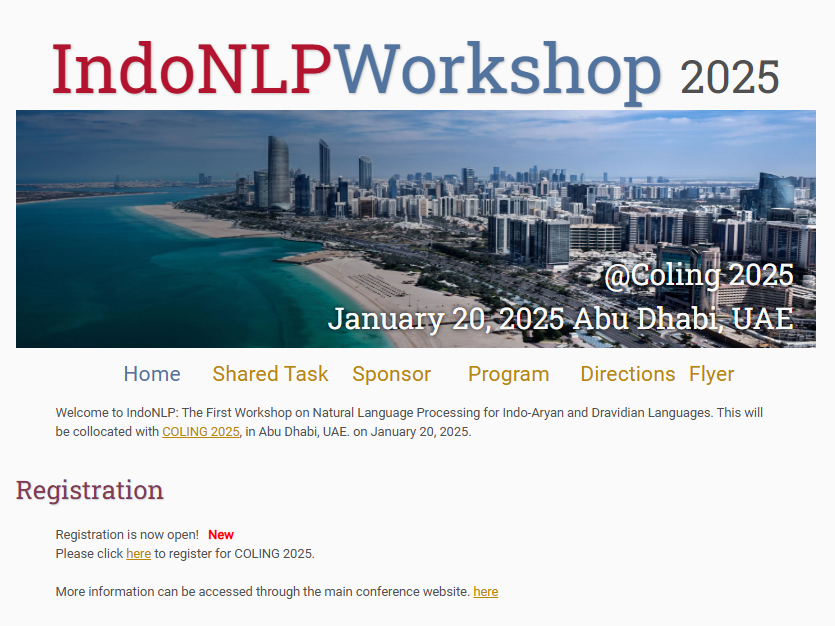 IndoNLPWorkshop 2025
@Coling 2025
January 20, 2025 Abu Dhabi, UAE
Home Shared Task Sponsor Program Directions Flyer
Welcome to IndoNLP: The First Workshop on Natural Language Processing for Indo-Aryan and Dravidian Languages. This will
be collocated with COLING 2025, in Abu Dhabi, UAE. on January 20, 2025.
Registration
Registration is now open! New
Please click here to register for COLING 2025.
More information can be accessed through the main conference website. here